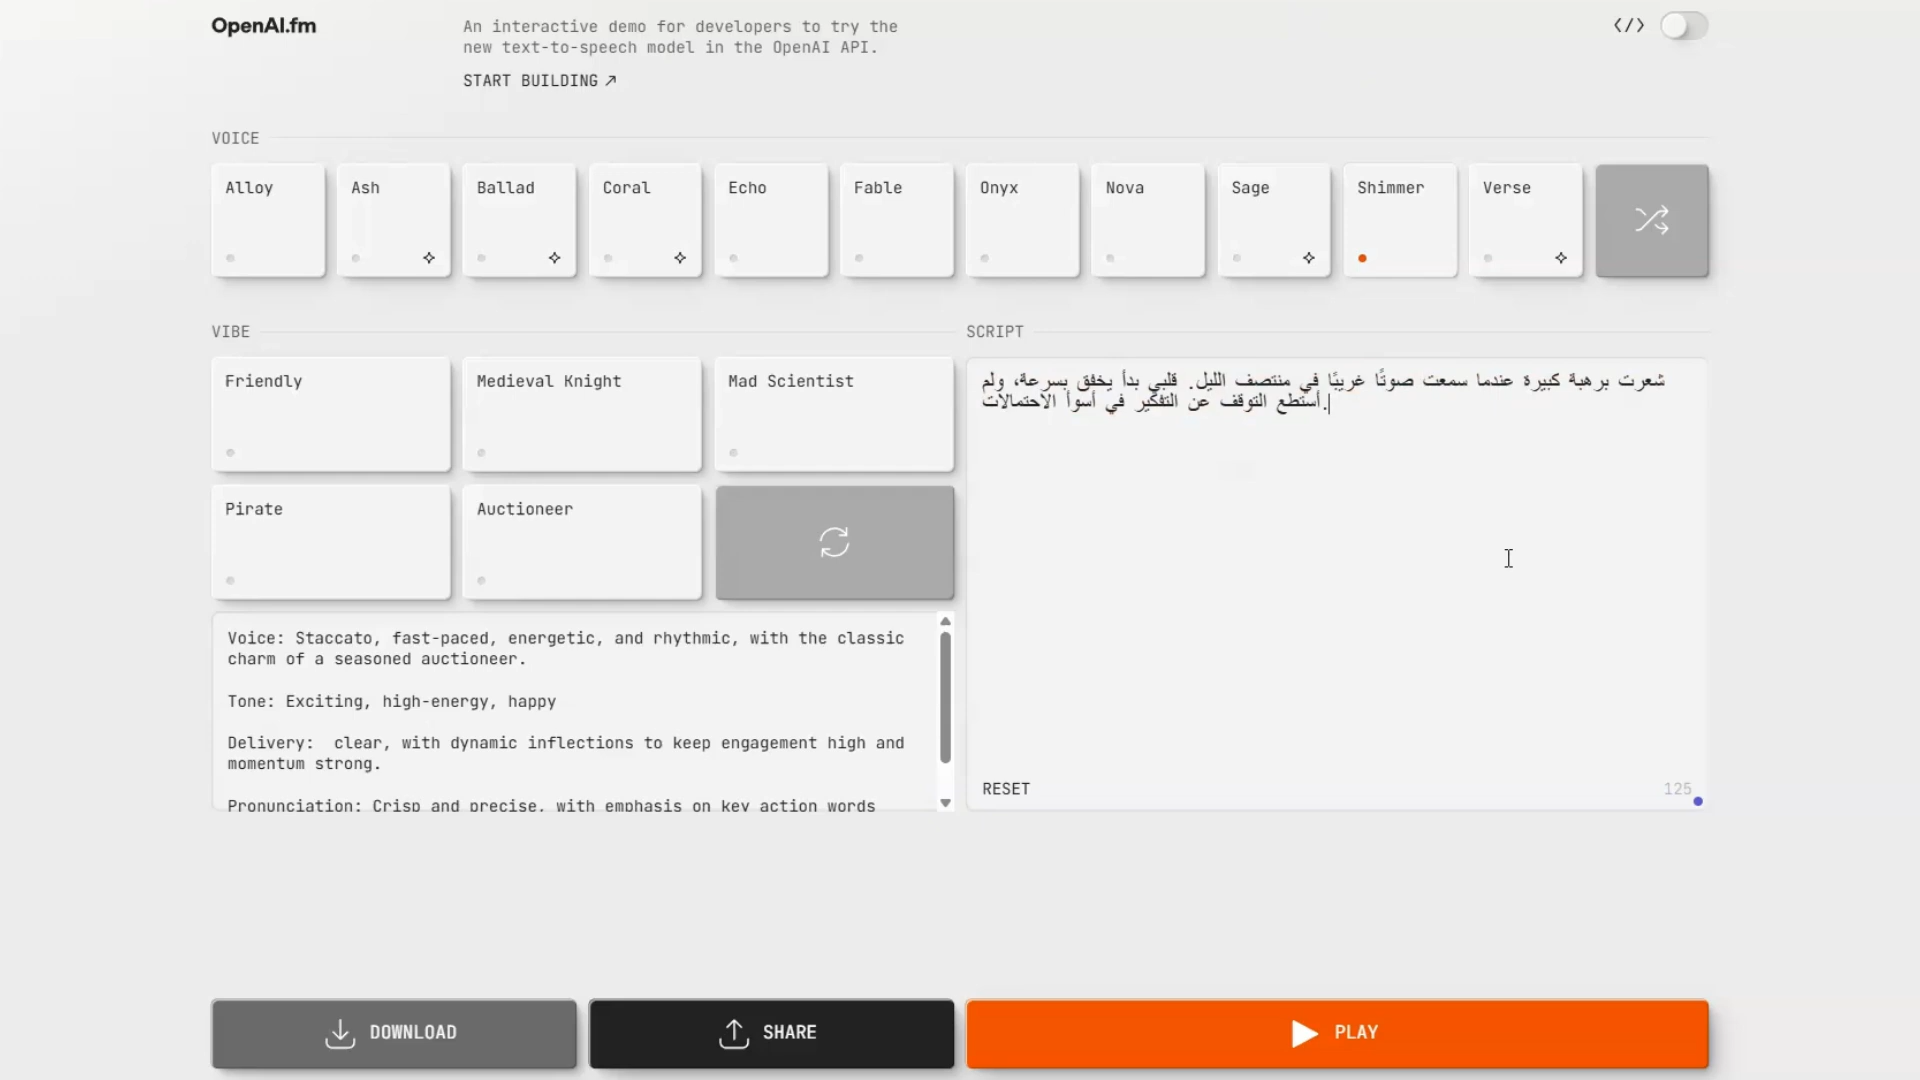 OpenAI.fm
An interactive demo for developers to try the
new text-to-speech model in the OpenAI API.
START BUILDING ↗
</>
VOICE
Alloy
Ash
Ballad
Coral
Echo
Fable
Onyx
Nova
Sage
Shimmer
Verse
VIBE
Friendly
Medieval Knight
Mad Scientist
Pirate
Auctioneer
Voice: Staccato, fast-paced, energetic, and rhythmic, with the classic
charm of a seasoned auctioneer.
Tone: Exciting, high-energy, happy
Delivery:  clear, with dynamic inflections to keep engagement high and
momentum strong.
Pronunciation: Crisp and precise, with emphasis on key action words
SCRIPT
شعرت برهبة كبيرة عندما سمعت صوتًا غريبًا في منتصف الليل. قلبي بدأ يخفق بسرعة، ولم
أستطع التوقف عن التفكير في أسوأ الاحتمالات.
RESET
125
DOWNLOAD
SHARE
PLAY